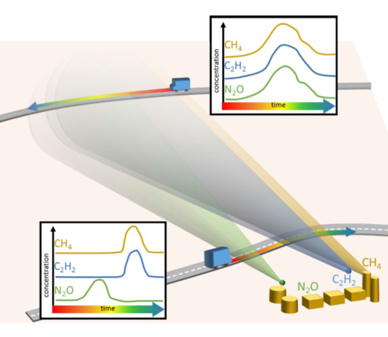 concentration
CH₄
C₂H₂
N₂O
time
concentration
CH₄
C₂H₂
N₂O
time
CH₄
C₂H₂
N₂O